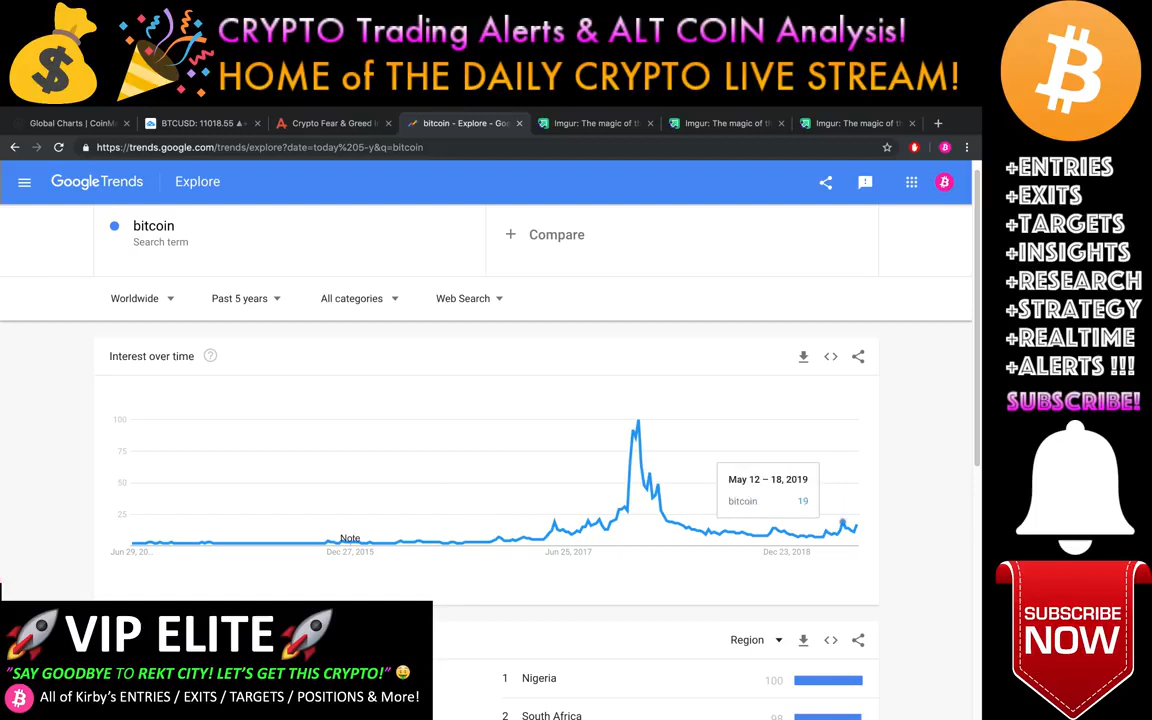 CRYPTO Trading Alerts & ALT COIN Analysis!
HOME of THE DAILY CRYPTO LIVE STREAM!
Global Charts | CoinM
BTCUSD: 11018.55 ▲
Crypto Fear & Greed I
bitcoin - Explore - Goo
Imgur: The magic of th
Imgur: The magic of th
Imgur: The magic of th
https://trends.google.com/trends/explore?date=today%205-y&q=bitcoin
Google Trends
Explore
bitcoin
Search term
+ Compare
Worldwide
Past 5 years
All categories
Web Search
Interest over time
100
75
50
25
Note
May 12 – 18, 2019
bitcoin 19
Jun 29, 20...
Dec 27, 2015
Jun 25, 2017
Dec 23, 2018
Region
1 Nigeria 100
2 South Africa 98
VIP ELITE
"SAY GOODBYE TO REKT CITY! LET'S GET THIS CRYPTO!"
All of Kirby's ENTRIES / EXITS / TARGETS / POSITIONS & More!
+ENTRIES
+EXITS
+TARGETS
+INSIGHTS
+RESEARCH
+STRATEGY
+REALTIME
+ALERTS !!!
SUBSCRIBE!
SUBSCRIBE
NOW